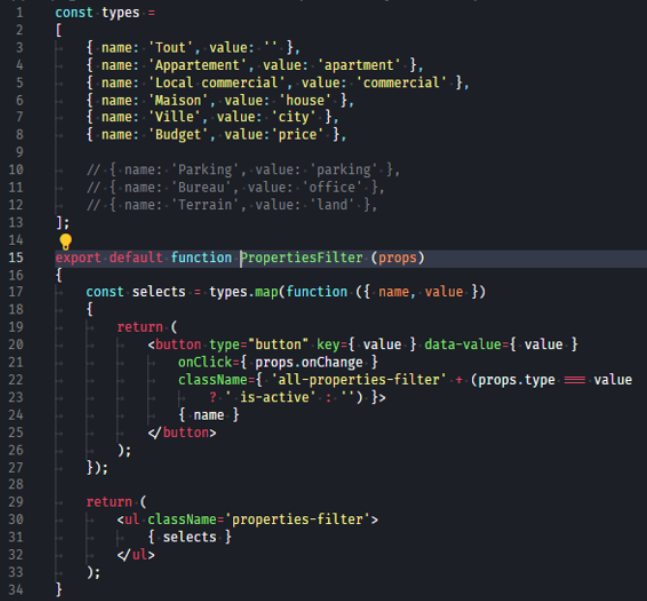 1 const types =
2 [
3 { name: 'Tout', value: '' },
4 { name: 'Appartement', value: 'apartment' },
5 { name: 'Local commercial', value: 'commercial' },
6 { name: 'Maison', value: 'house' },
7 { name: 'Ville', value: 'city' },
8 { name: 'Budget', value:'price' },
9
10 // { name: 'Parking', value: 'parking' },
11 // { name: 'Bureau', value: 'office' },
12 // { name: 'Terrain', value: 'land' },
13 ];
14
15 export default function PropertiesFilter (props)
16 {
17 const selects = types.map(function ({ name, value })
18 {
19 return (
20 <button type="button" key={ value } data-value={ value }
21 onClick={ props.onChange }
22 className={ 'all-properties-filter' + (props.type === value
23 ? ' is-active' : '') }>
24 { name }
25 </button>
26 );
27 });
28
29 return (
30 <ul className='properties-filter'>
31 { selects }
32 </ul>
33 );
34 }